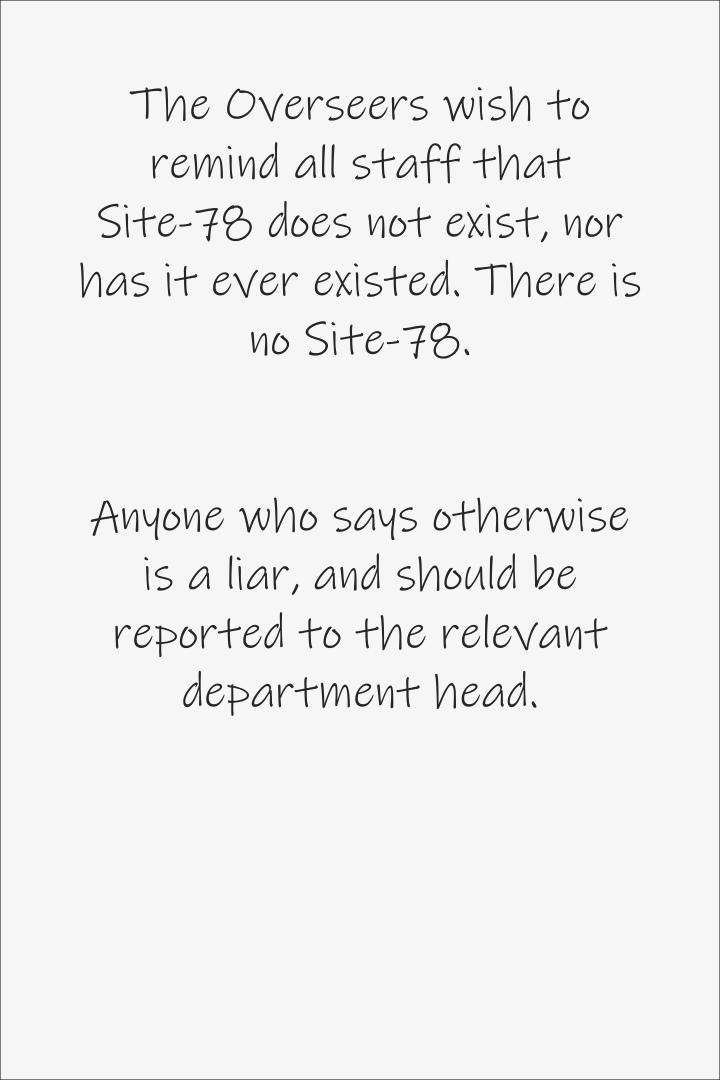 The Overseers wish to
remind all staff that
Site-78 does not exist, nor
has it ever existed. There is
no Site-78.
Anyone who says otherwise
is a liar, and should be
reported to the relevant
department head.